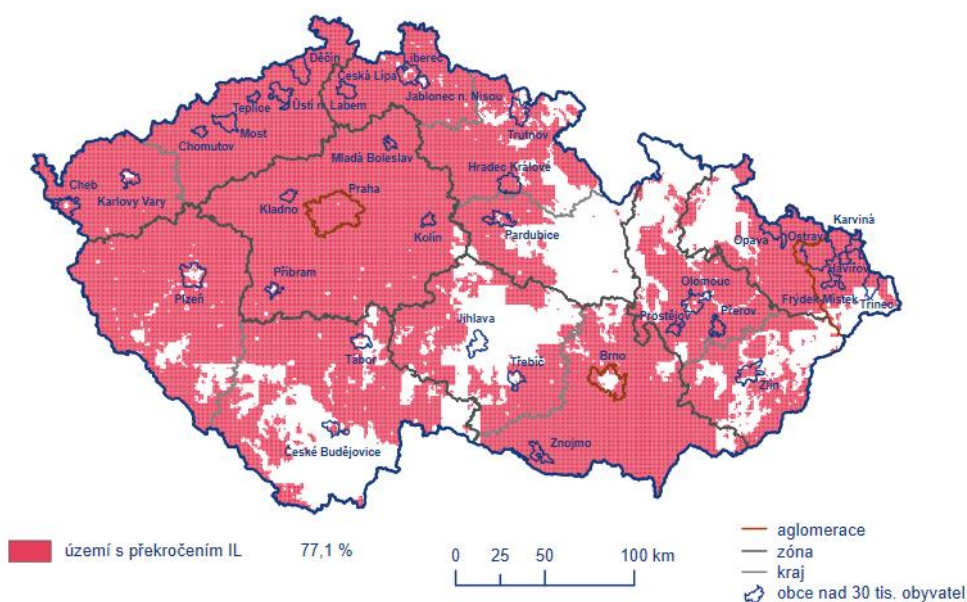 Děčín
Liberec
Česká Lípa
Jablonec n. Nisou
Teplice
Ústí n. Labem
Trutnov
Most
Chomutov
Mladá Boleslav
Hradec Králové
Cheb
Karlovy Vary
Praha
Kladno
Kolín
Pardubice
Karviná
Opava
Ostrava
Havířov
Příbram
Plzeň
Olomouc
Frýdek-Místek
Třinec
Prostějov
Přerov
Jihlava
Tábor
Třebíč
Brno
Zlín
Znojmo
České Budějovice
území s překročením IL 77,1 %
0 25 50 100 km
aglomerace
zóna
kraj
obce nad 30 tis. obyvatel